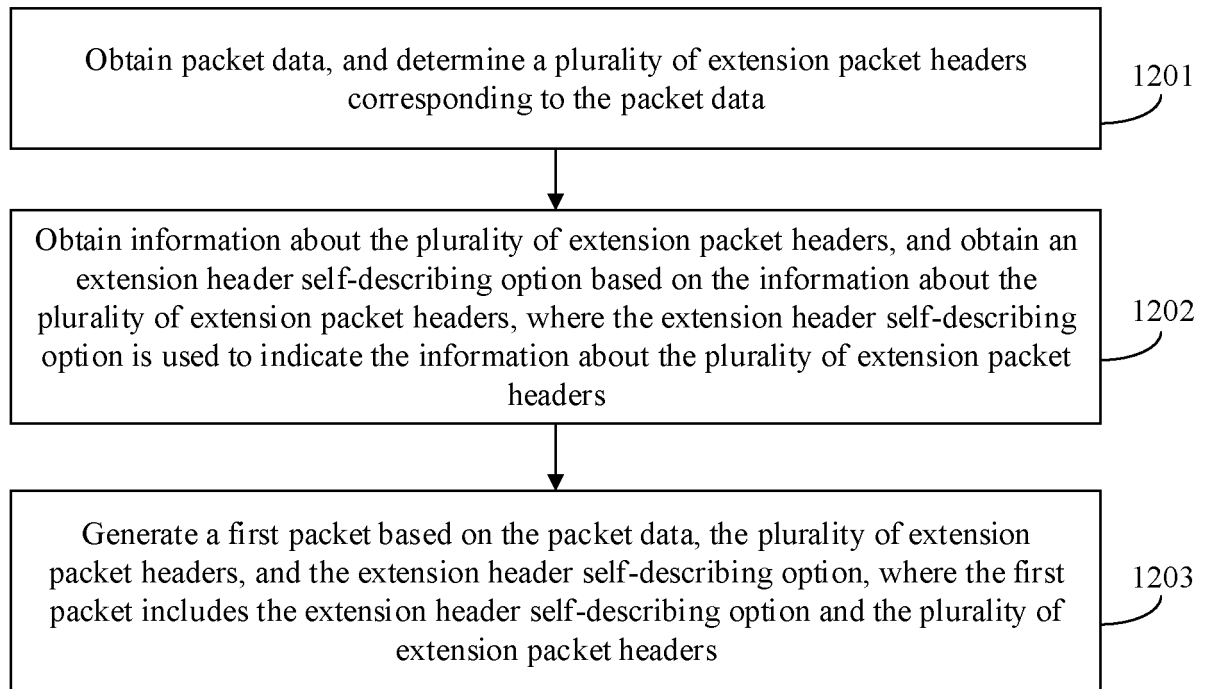 Obtain packet data, and determine a plurality of extension packet headers
corresponding to the packet data
1201
Obtain information about the plurality of extension packet headers, and obtain an
extension header self-describing option based on the information about the
plurality of extension packet headers, where the extension header self-describing
option is used to indicate the information about the plurality of extension packet
headers
1202
Generate a first packet based on the packet data, the plurality of extension
packet headers, and the extension header self-describing option, where the first
packet includes the extension header self-describing option and the plurality of
extension packet headers
1203